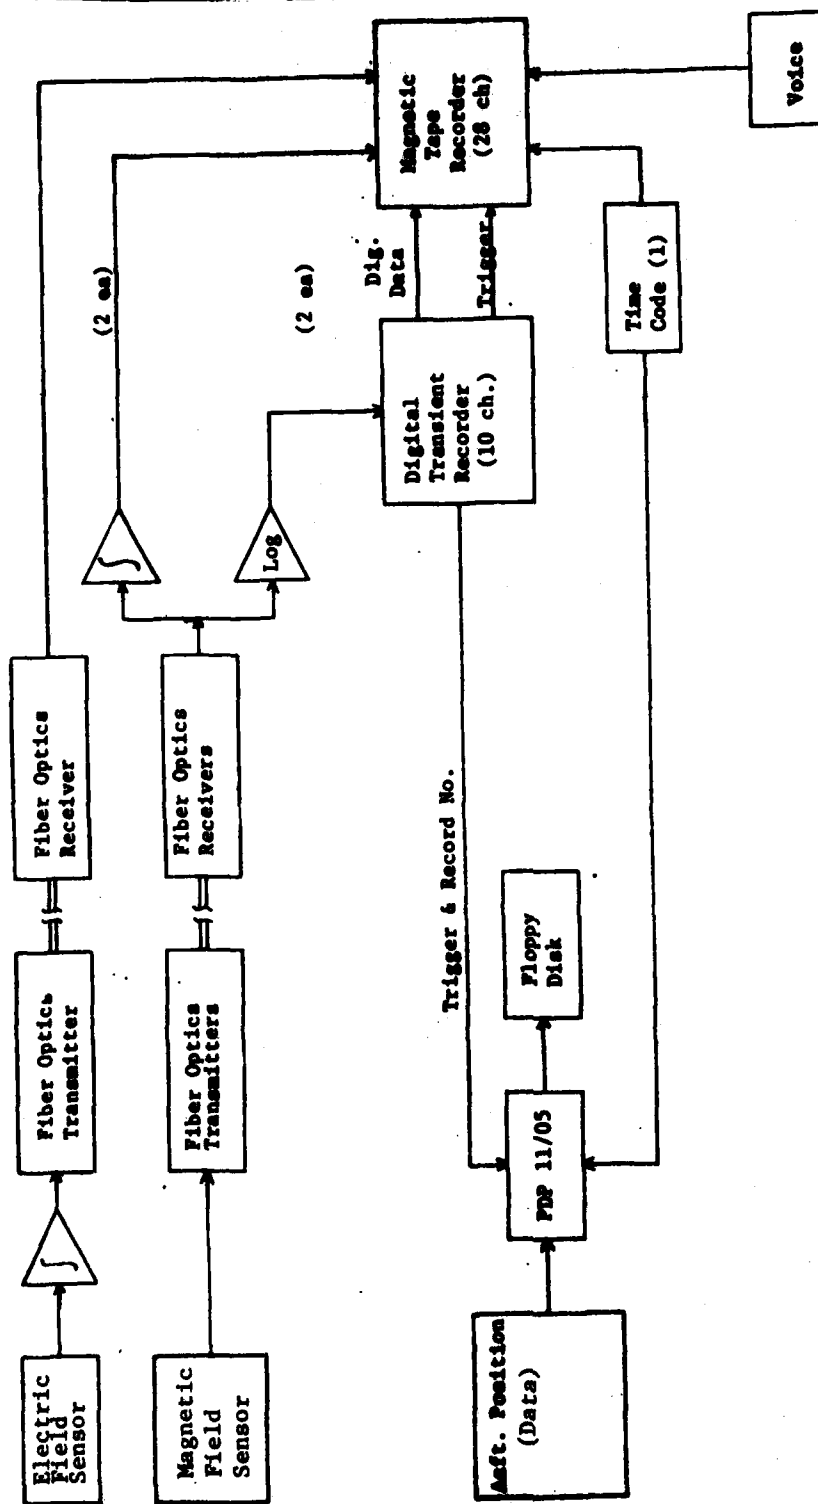 Electric
Field
Sensor
∫
Fiber Optics
Transmitter
Fiber Optics
Receiver
Magnetic
Field
Sensor
Fiber Optics
Transmitters
Fiber Optics
Receivers
∫
(2 ea)
Log
(2 ea)
Digital
Transient
Recorder
(10 ch.)
Dig.
Data
Trigger
Magnetic
Tape
Recorder
(28 ch)
Trigger & Record No.
Acft. Position
(Data)
PDP 11/05
Floppy
Disk
Time
Code (1)
Voice